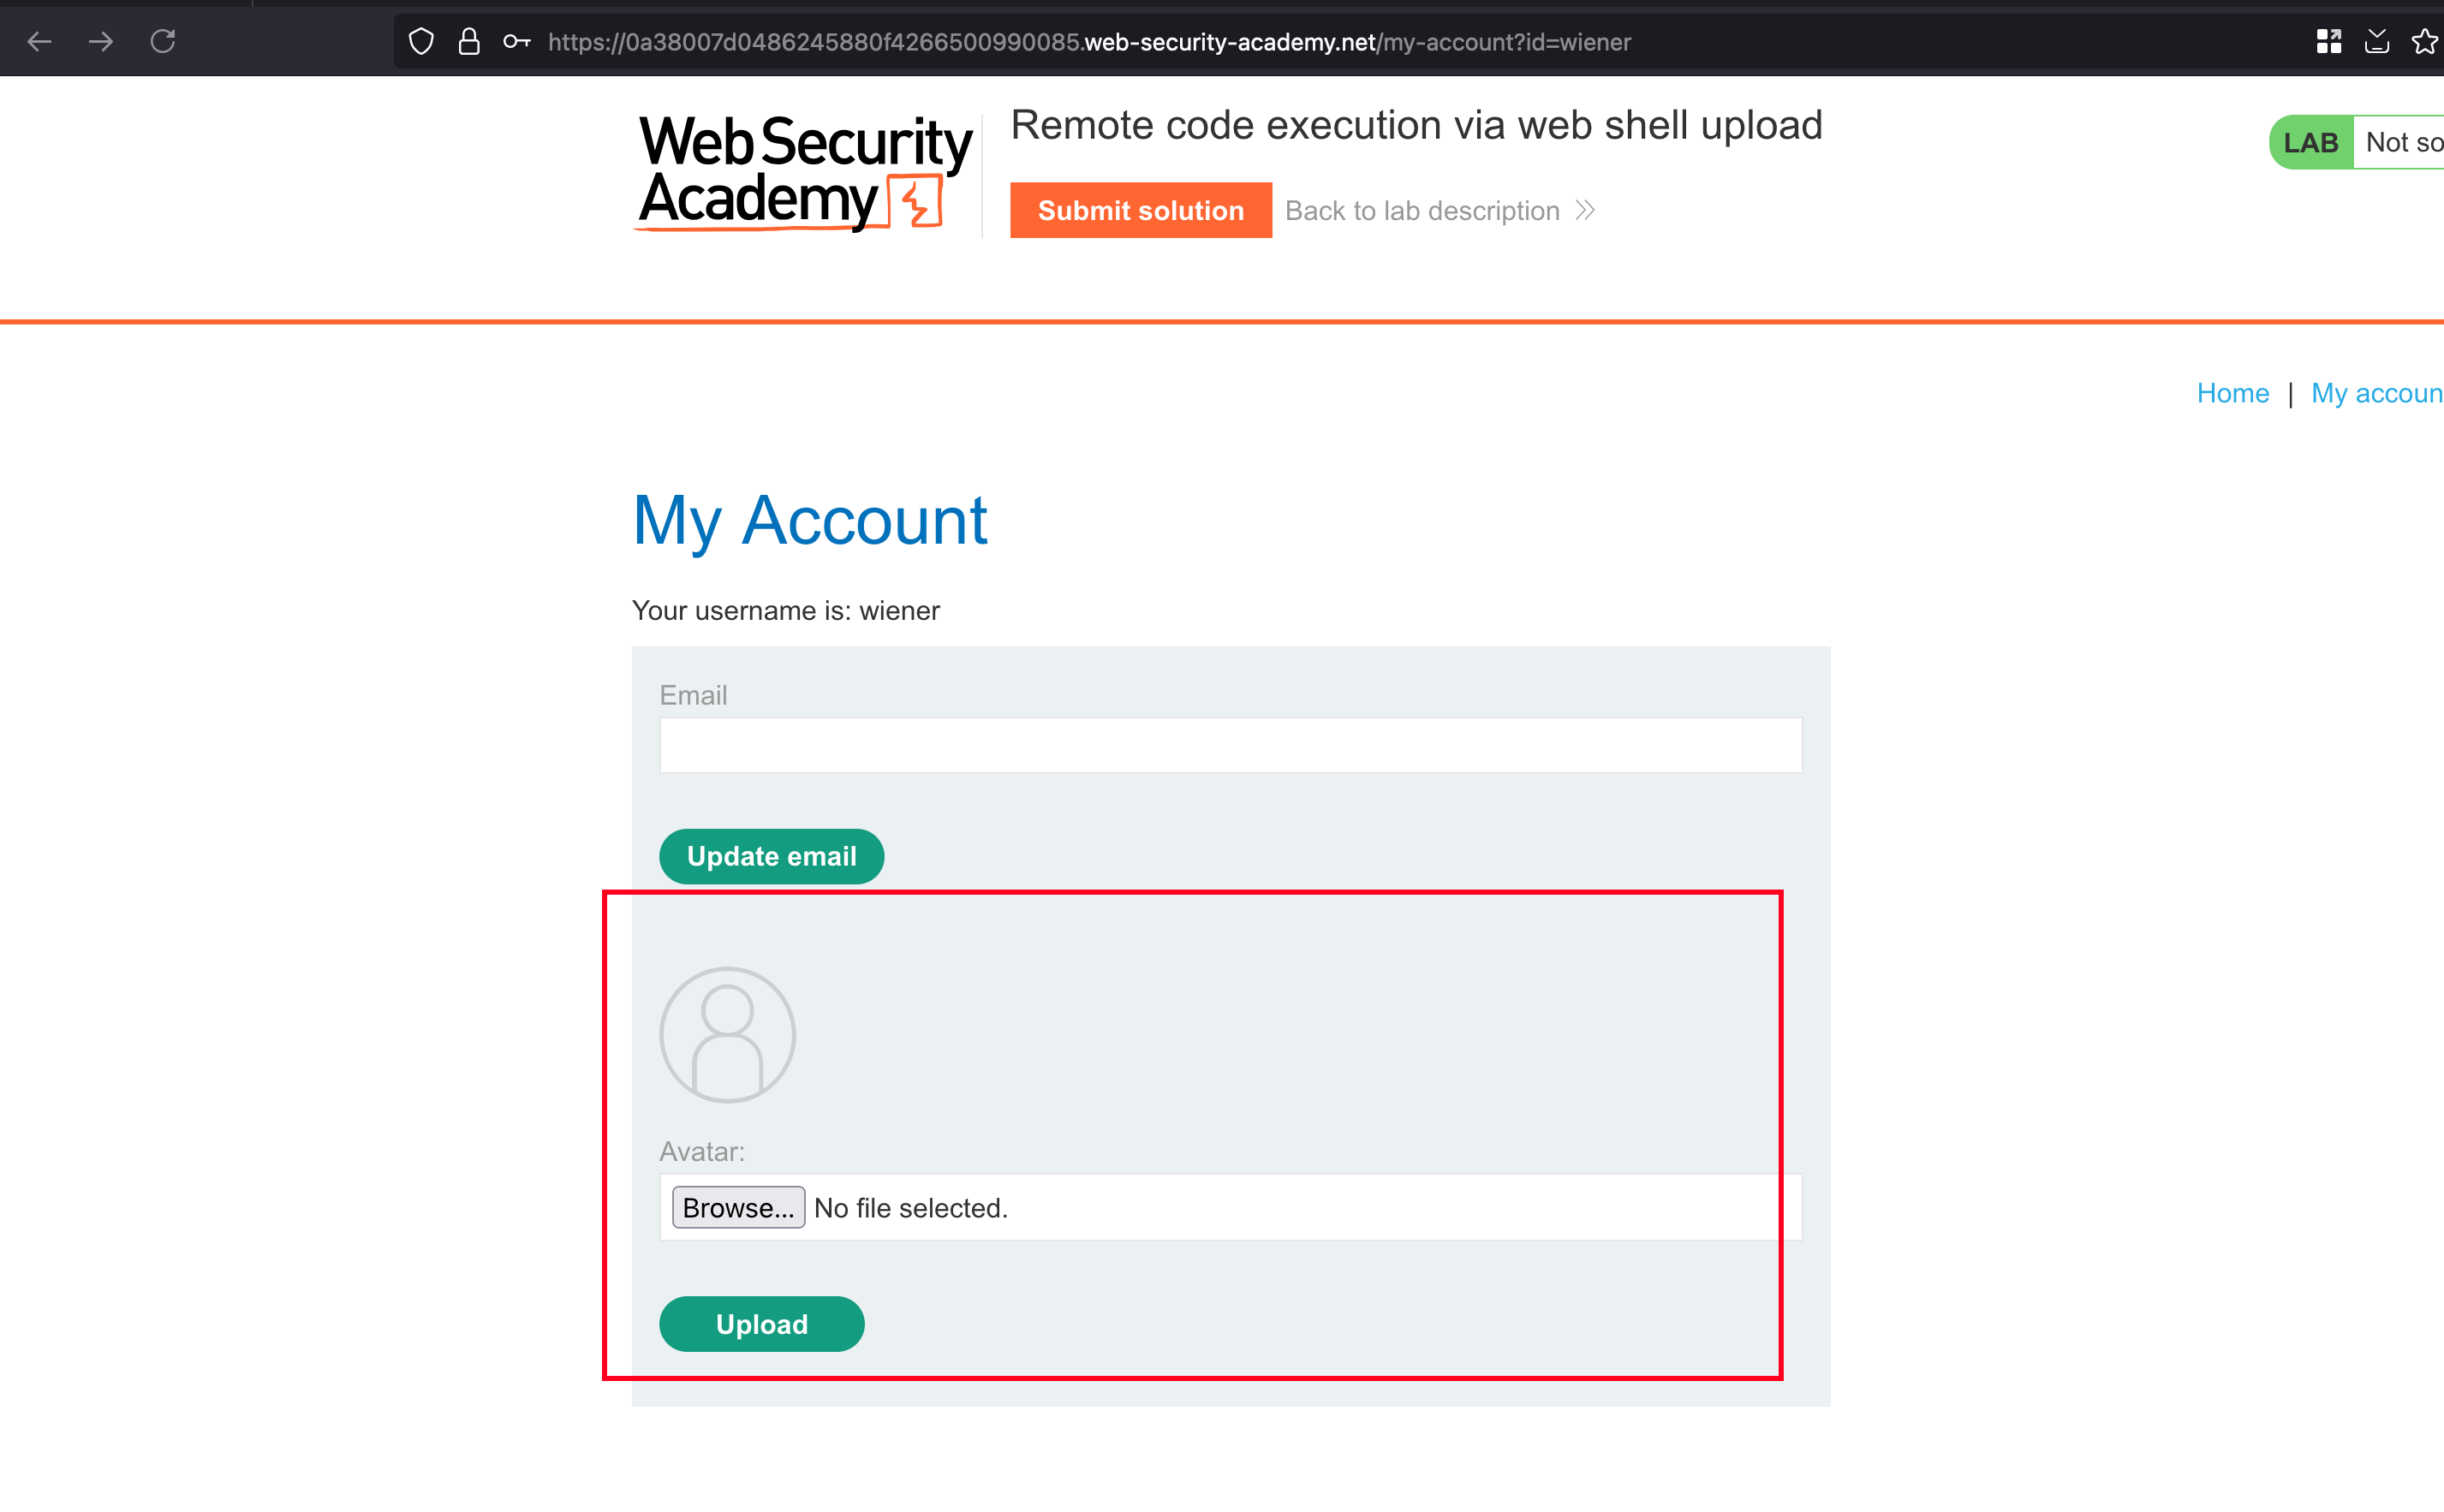 https://0a38007d0486245880f4266500990085.web-security-academy.net/my-account?id=wiener
Web Security
Academy
Remote code execution via web shell upload
LAB Not so
Submit solution Back to lab description
Home | My accoun
My Account
Your username is: wiener
Email
Update email
Avatar:
Browse... No file selected.
Upload